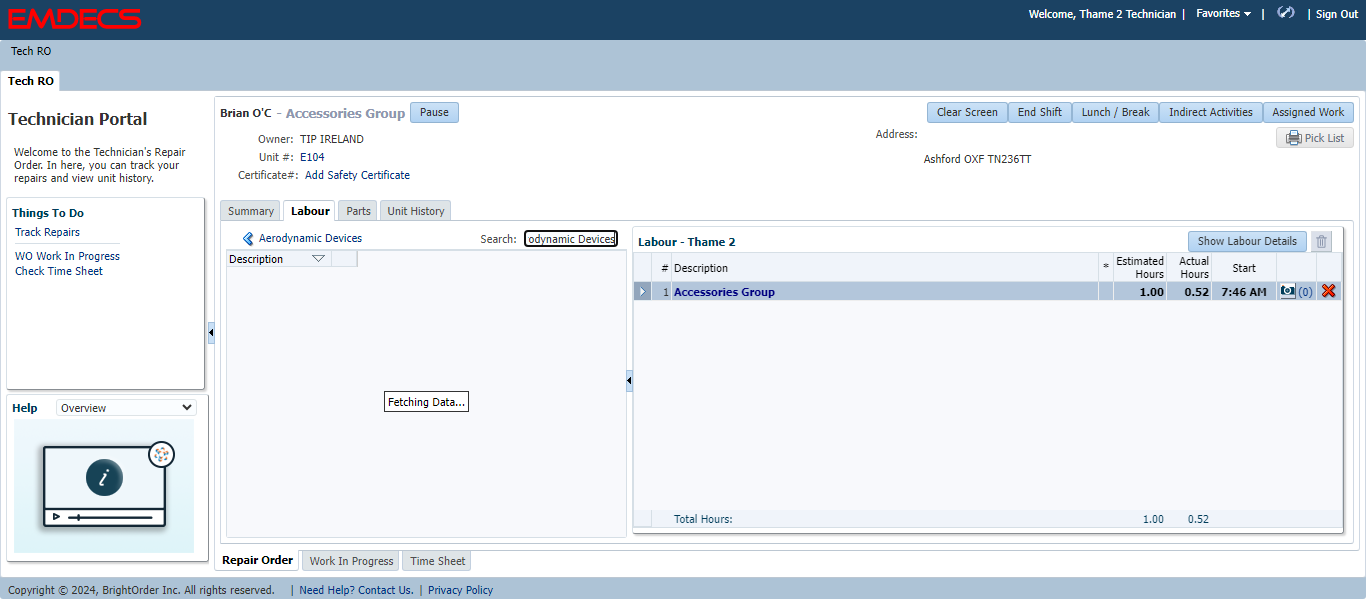 EMDECS
Welcome, Thame 2 Technician | Favorites | | Sign Out
Tech RO
Tech RO
Technician Portal
Welcome to the Technician's Repair
Order. In here, you can track your
repairs and view unit history.
Things To Do
Track Repairs
WO Work In Progress
Check Time Sheet
Help Overview
i
Brian O'C - Accessories Group Pause
Clear Screen End Shift Lunch / Break Indirect Activities Assigned Work
Owner: TIP IRELAND
Unit #: E104
Certificate#: Add Safety Certificate
Address:
Ashford OXF TN236TT
Pick List
Summary Labour Parts Unit History
Aerodynamic Devices Search: odynamic Devices
Description
Fetching Data...
Labour - Thame 2 Show Labour Details
# Description * Estimated Hours Actual Hours Start
1 Accessories Group 1.00 0.52 7:46 AM (0)
Total Hours: 1.00 0.52
Repair Order Work In Progress Time Sheet
Copyright © 2024, BrightOrder Inc. All rights reserved. | Need Help? Contact Us. | Privacy Policy